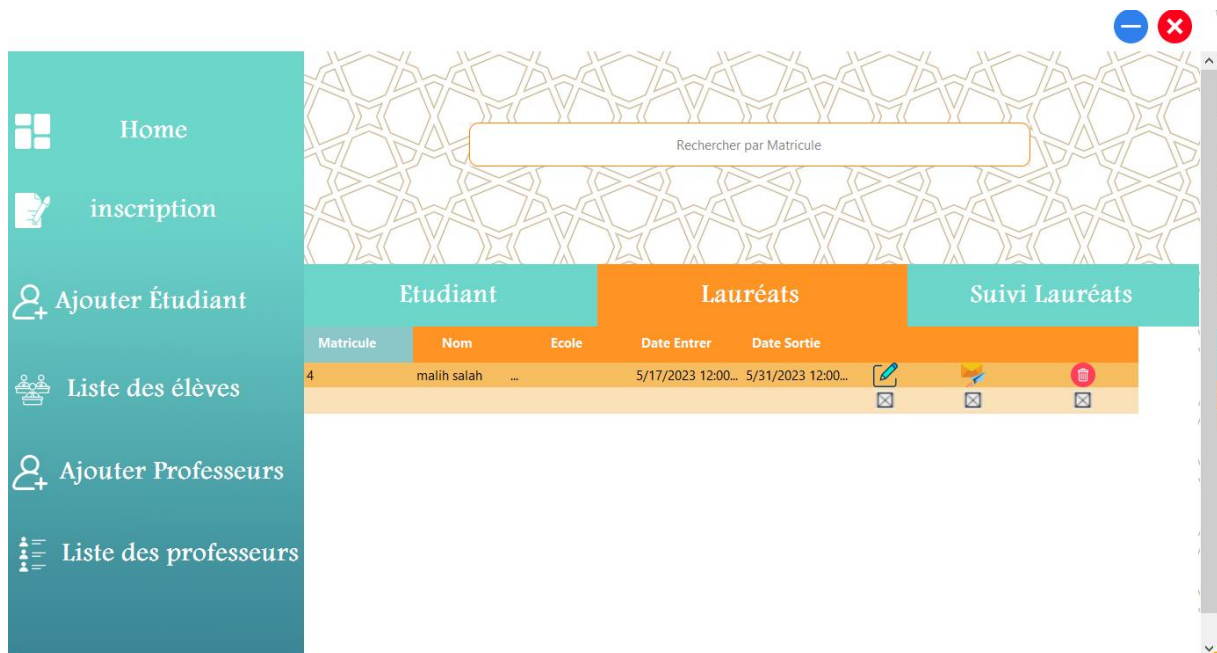 Home
inscription
Ajouter Étudiant
Liste des élèves
Ajouter Professeurs
Liste des professeurs
Rechercher par Matricule
Etudiant Lauréats Suivi Lauréats
Matricule Nom Ecole Date Entrer Date Sortie
4 malih salah ... 5/17/2023 12:00... 5/31/2023 12:00...